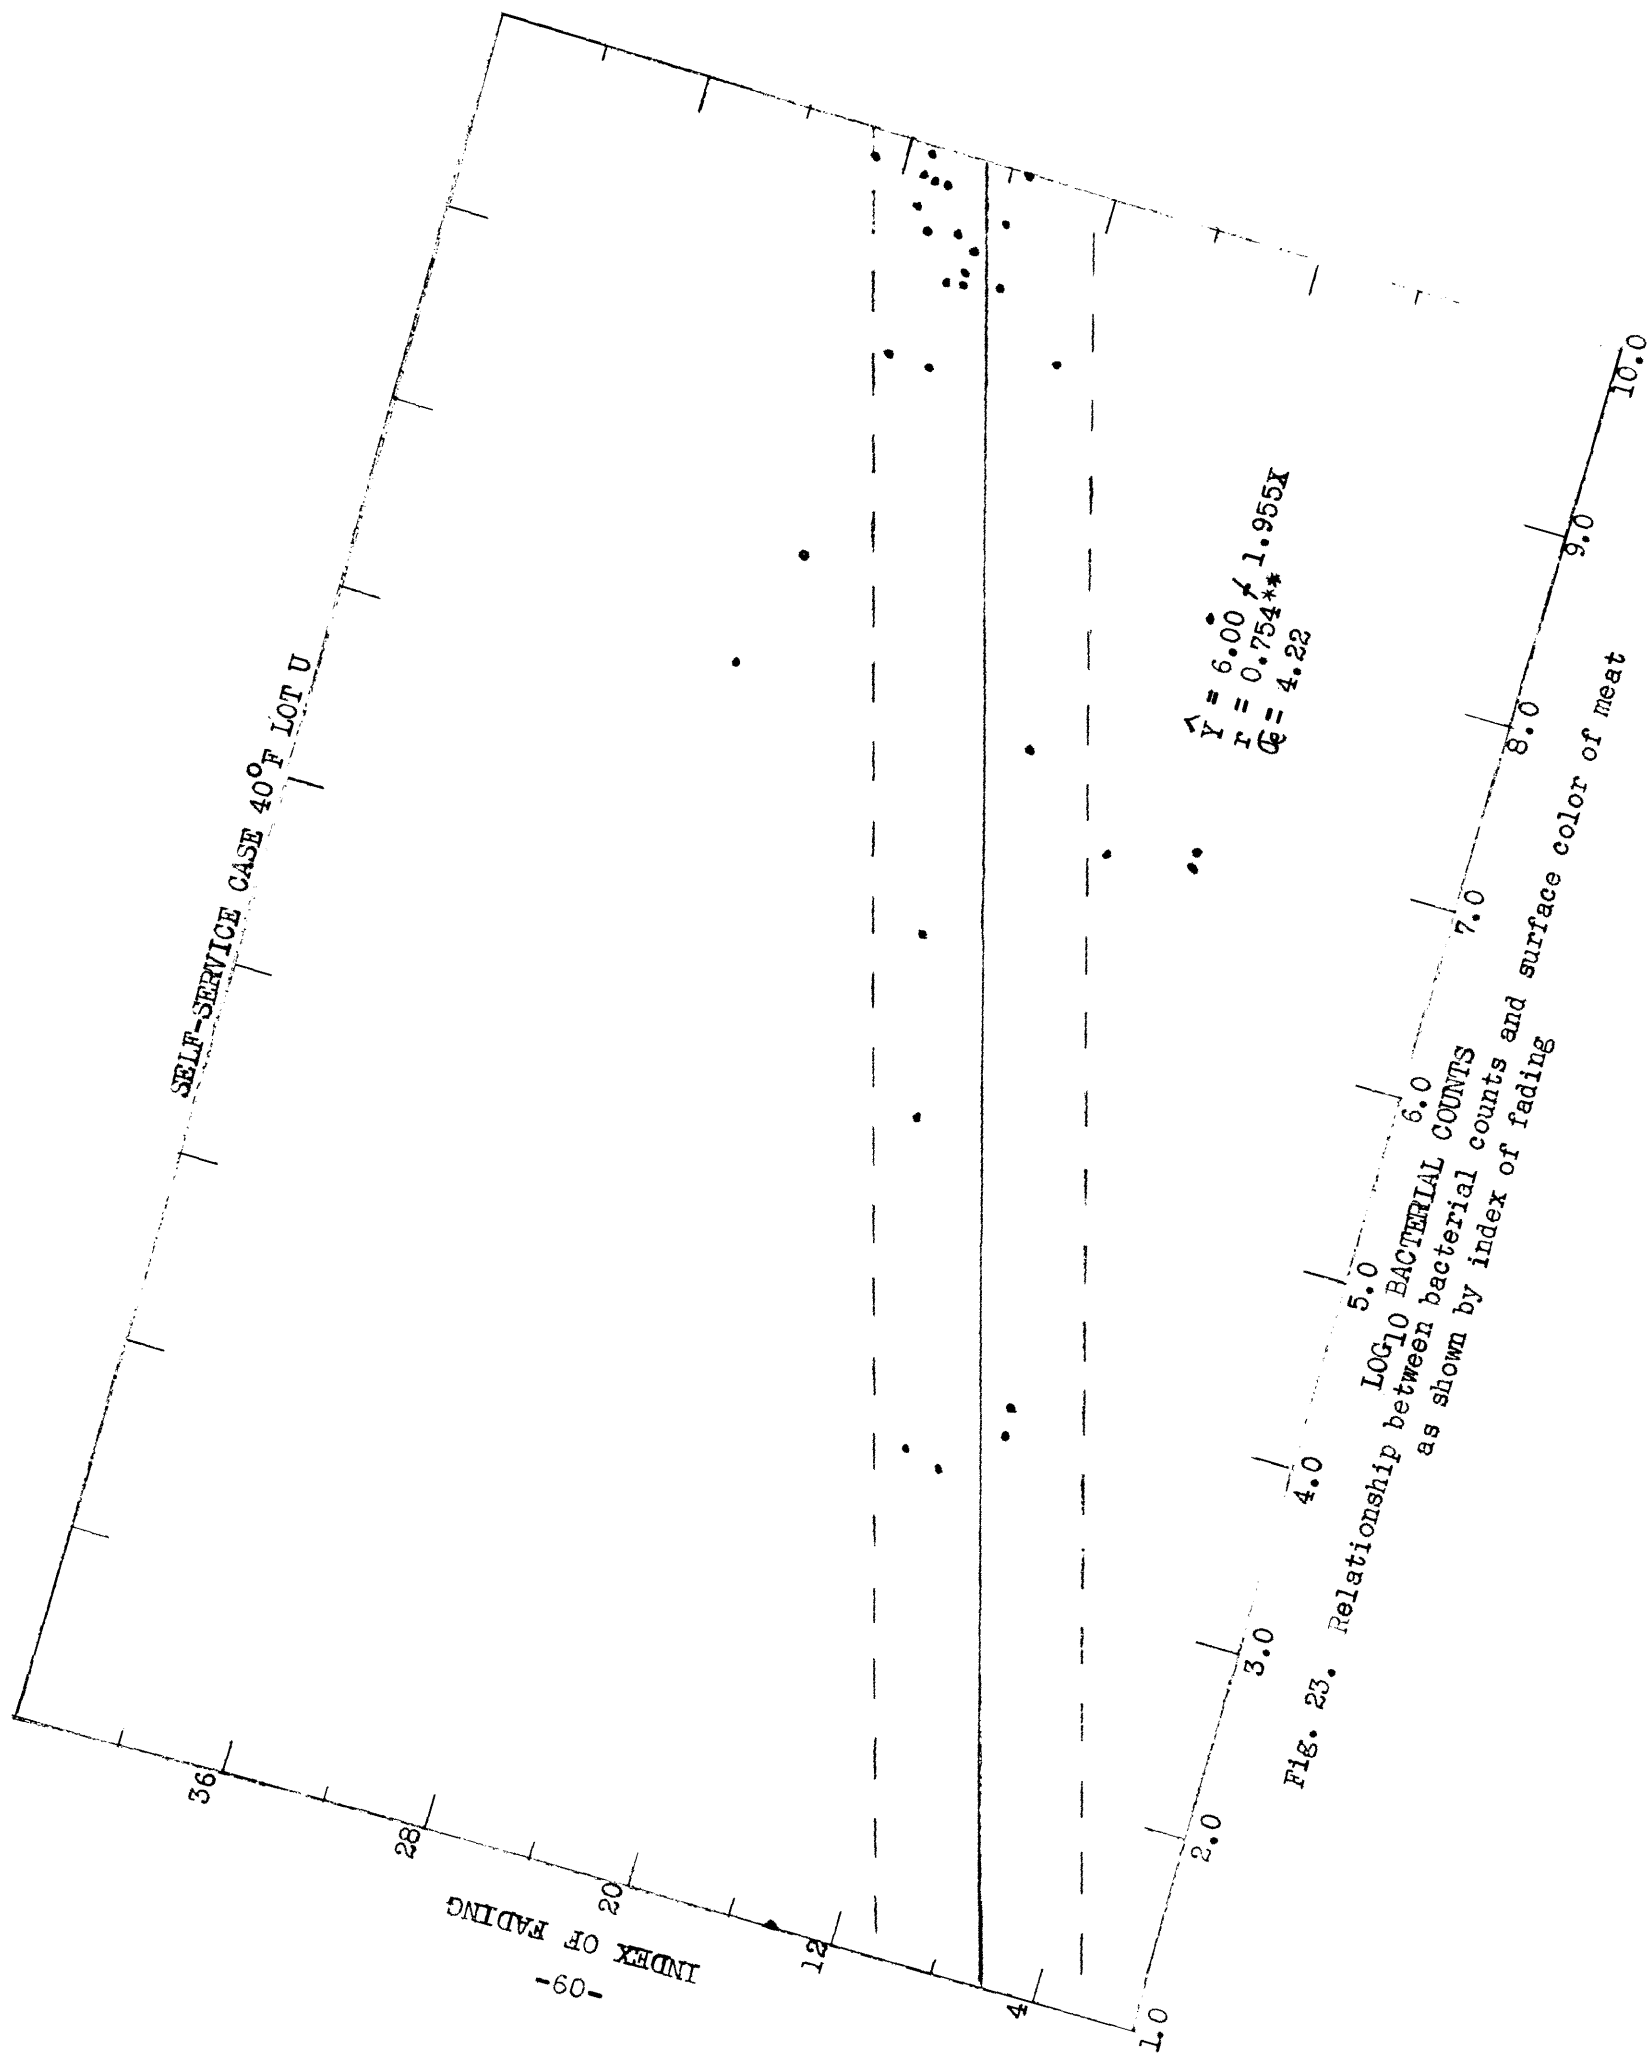 SELF-SERVICE CASE 40°F LOT U
-60-
INDEX OF FADING
36
28
20
12
4
1.0
2.0
3.0
4.0
5.0
6.0
7.0
8.0
9.0
10.0
Ŷ = 6.00 ≁ 1.955X
r = 0.754**
σe = 4.22
LOG10 BACTERIAL COUNTS
Fig. 23. Relationship between bacterial counts and surface color of meat
as shown by index of fading